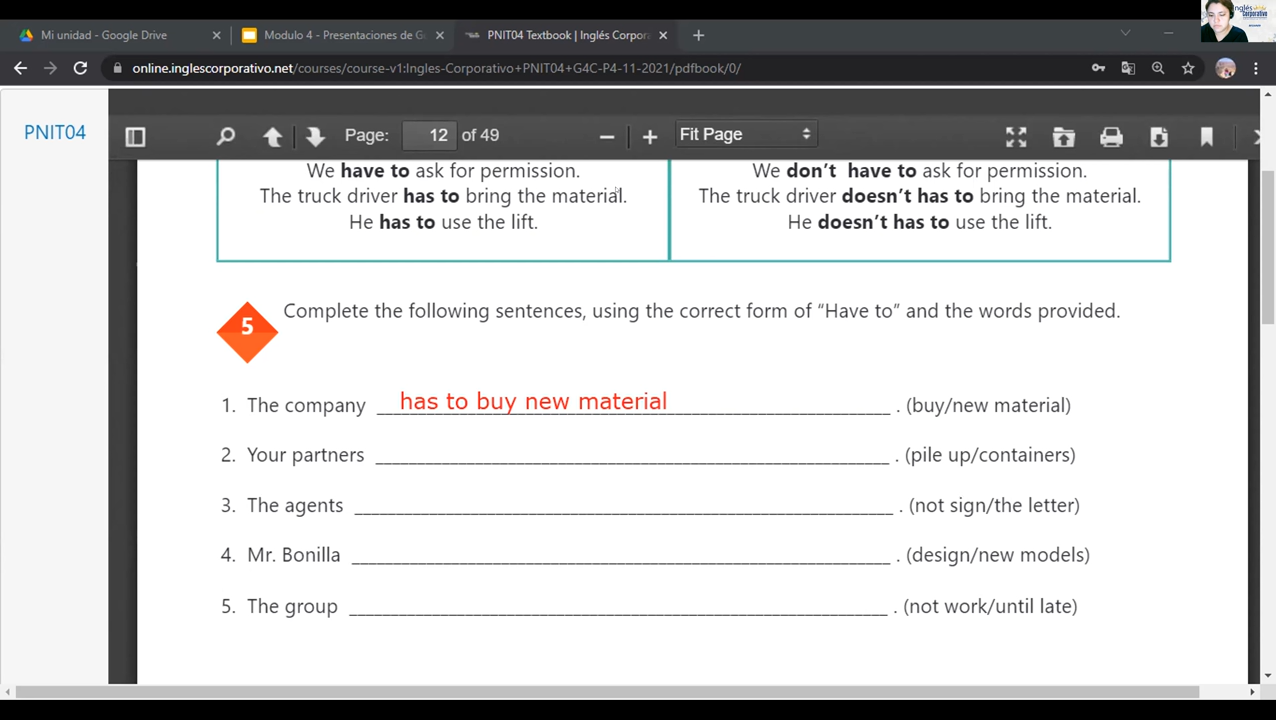 Mi unidad - Google Drive
Modulo 4 - Presentaciones de G
PNIT04 Textbook | Inglés Corpor
online.inglescorporativo.net/courses/course-v1:Ingles-Corporativo+PNIT04+G4C-P4-11-2021/pdfbook/0/
PNIT04
Page: 12 of 49
Fit Page
We have to ask for permission.
The truck driver has to bring the material.
He has to use the lift.
We don't have to ask for permission.
The truck driver doesn't has to bring the material.
He doesn't has to use the lift.
5 Complete the following sentences, using the correct form of “Have to” and the words provided.
1. The company has to buy new material . (buy/new material)
2. Your partners ______ . (pile up/containers)
3. The agents ______ . (not sign/the letter)
4. Mr. Bonilla ______ . (design/new models)
5. The group ______ . (not work/until late)
Inglés
Corporativo